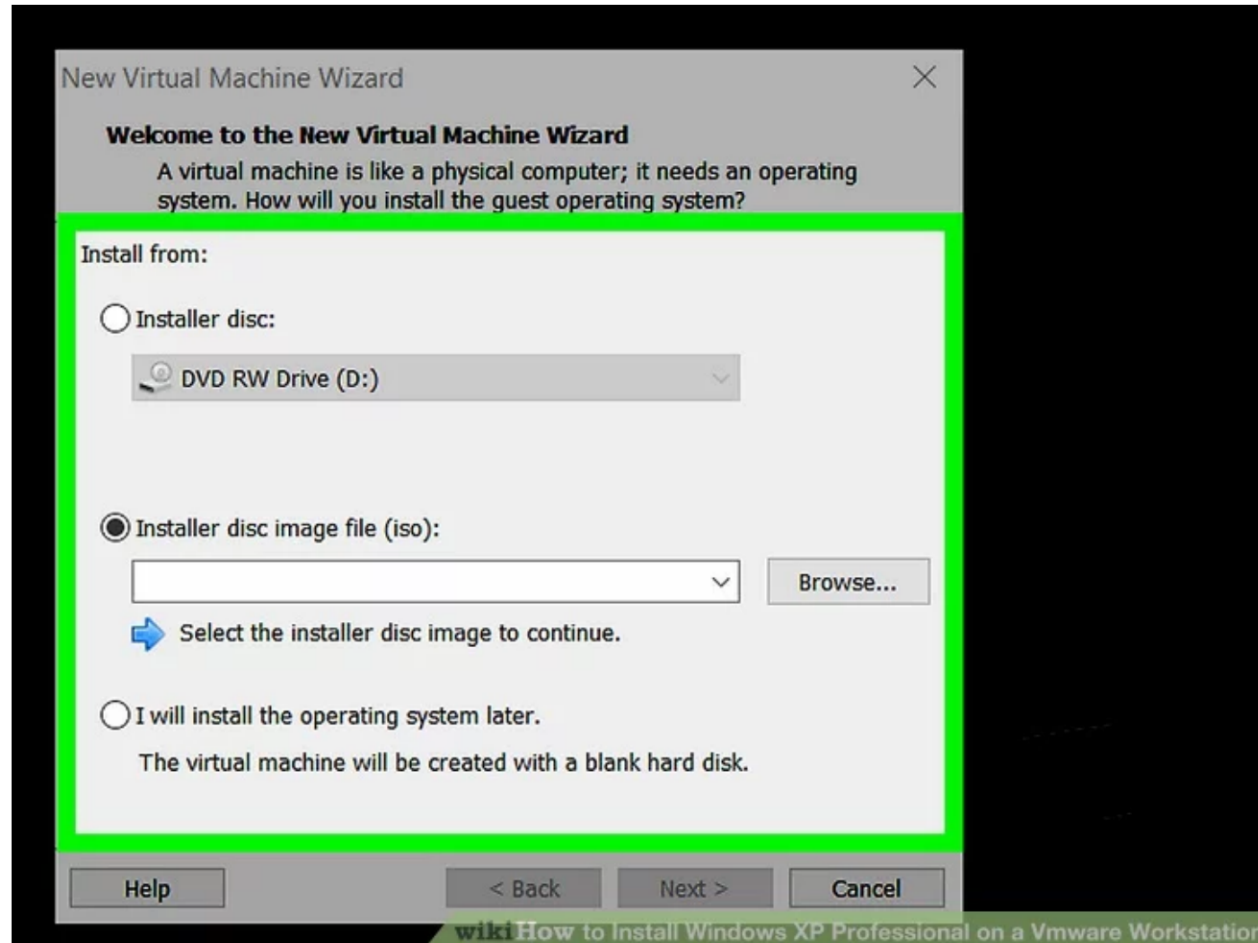 New Virtual Machine Wizard
Welcome to the New Virtual Machine Wizard
A virtual machine is like a physical computer; it needs an operating
system. How will you install the guest operating system?
Install from:
Installer disc:
DVD RW Drive (D:)
Installer disc image file (iso):
Browse...
Select the installer disc image to continue.
I will install the operating system later.
The virtual machine will be created with a blank hard disk.
Help
< Back
Next >
Cancel
wikiHow to Install Windows XP Professional on a Vmware Workstation